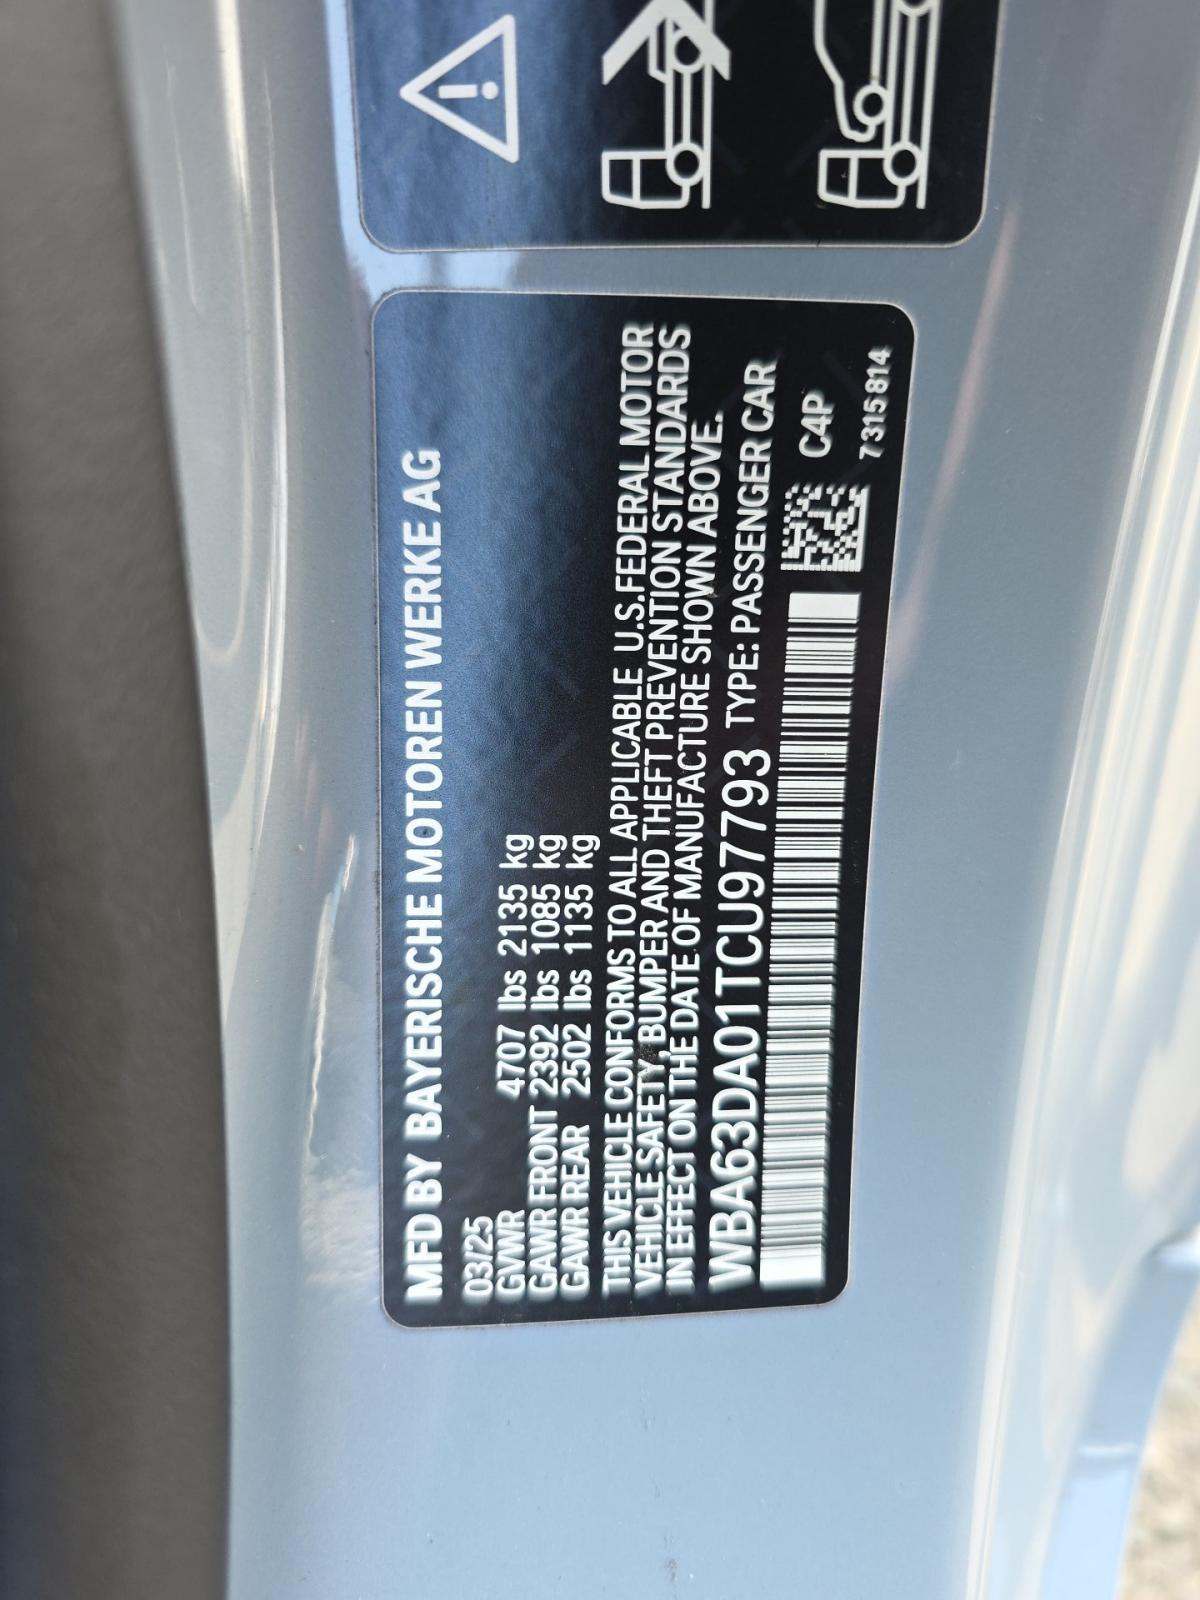 MFD BY BAYERISCHE MOTOREN WERKE AG
03/25
GVWR 4707 lbs 2135 kg
GAWR FRONT 2392 lbs 1085 kg
GAWR REAR 2502 lbs 1135 kg
THIS VEHICLE CONFORMS TO ALL APPLICABLE U.S.FEDERAL MOTOR
VEHICLE SAFETY, BUMPER AND THEFT PREVENTION STANDARDS
IN EFFECT ON THE DATE OF MANUFACTURE SHOWN ABOVE.
WBA63DA01TCU97793 TYPE: PASSENGER CAR
C4P
7315814